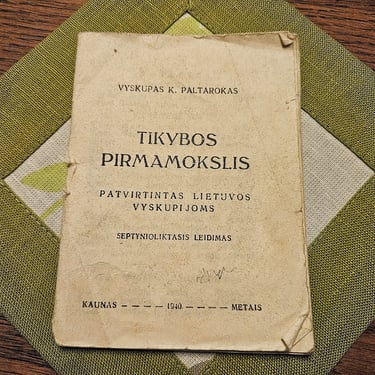 VYSKUPAS K. PALTAROKAS
TIKYBOS
PIRMAMOKSLIS
PATVIRTINTAS LIETUVOS
VYSKUPIJOMS
SEPTYNIOLIKTASIS LEIDIMAS
KAUNAS – – – – 1940 – – – – METAIS